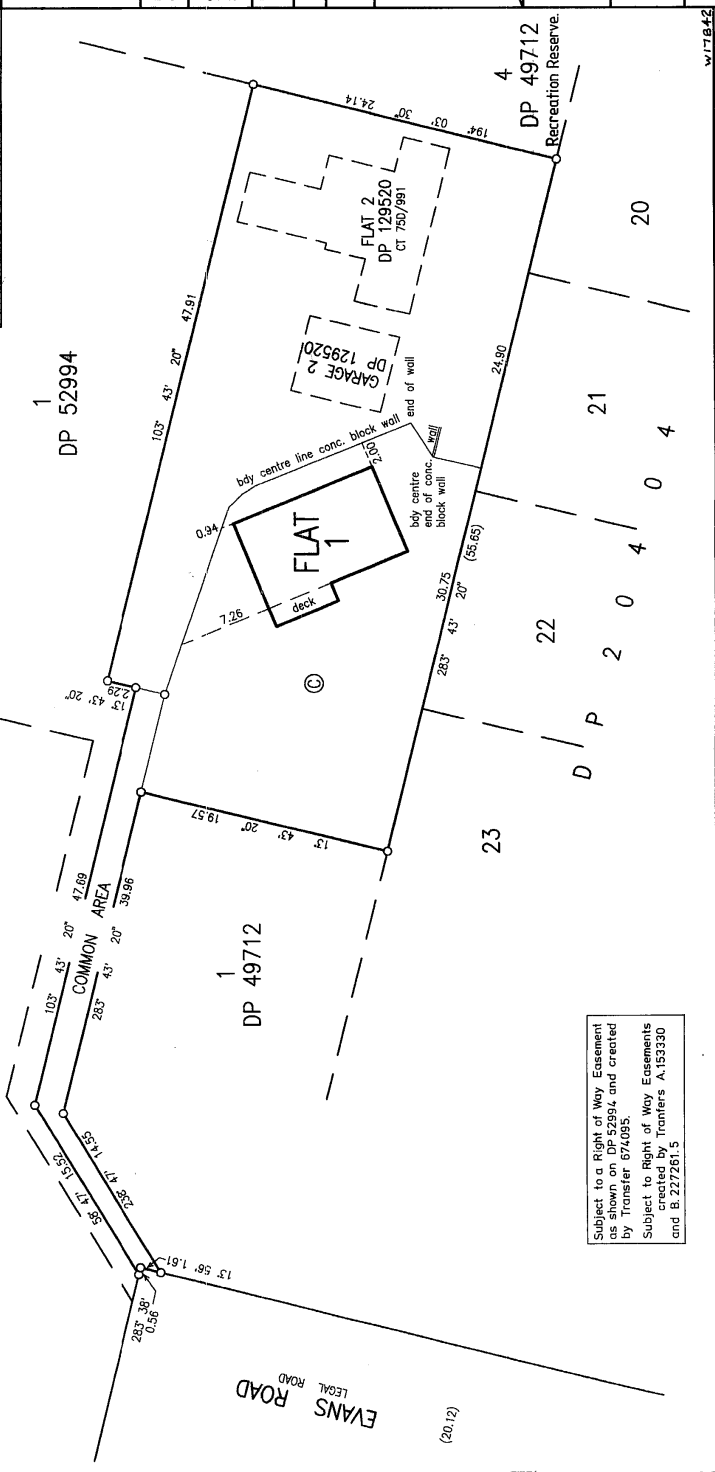 W17842
4
DP 49712
Recreation Reserve.
194° 03' 30" 24.14
1
DP 52994
103° 43' 20" 47.91
FLAT 2
DP 129520
CT 75D/991
GARAGE 2
DP 129520
20
24.90
21
bdy centre line conc. block wall
end of wall
wall
2.00
bdy centre
end of conc.
block wall
0.94
FLAT
1
7.26
deck
283° 43' 20" 30.75
(55.65)
22
D P 2 0 4 0 4
23
©
13° 43' 20" 2.29
13° 43' 20" 19.57
103° 43' 20" 47.69
COMMON AREA
283° 43' 20" 39.96
1
DP 49712
58° 47' 15.52
238° 47' 14.55
283° 38'
0.56
13° 56' 1.61
EVANS ROAD
LEGAL ROAD
(20.12)
Subject to a Right of Way Easement
as shown on DP 52994 and created
by Transfer 674095.
Subject to Right of Way Easements
created by Tranfers A.153330
and B. 227261.5